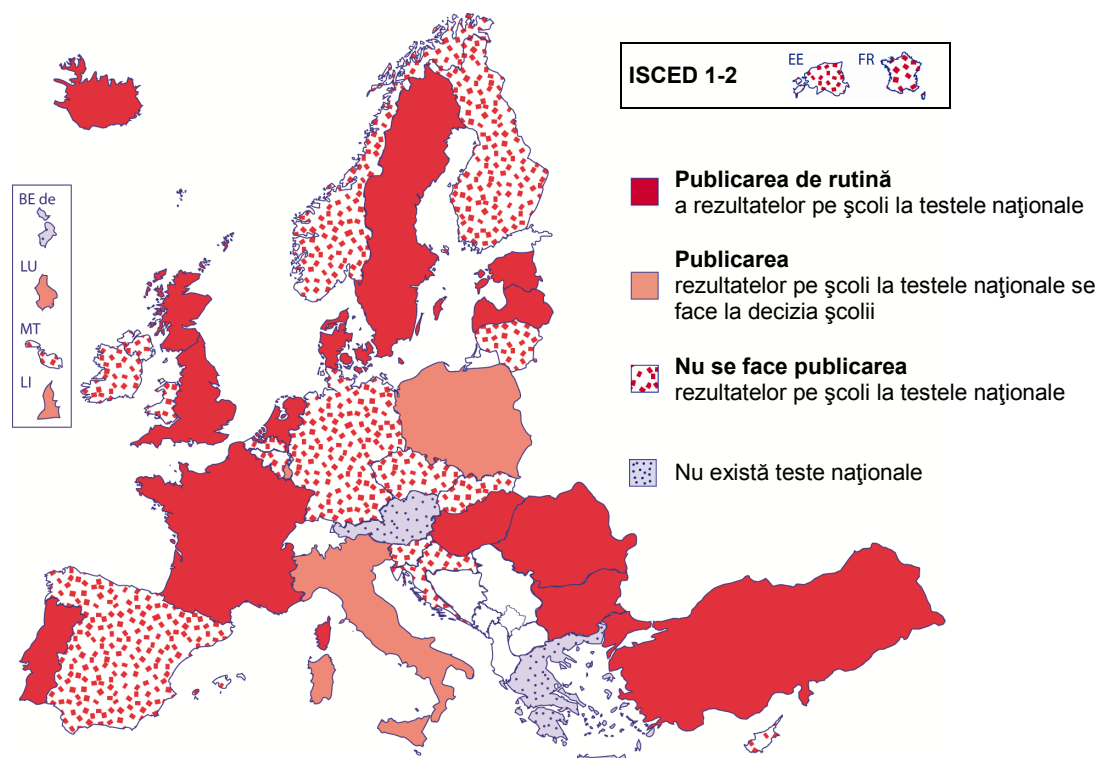 ISCED 1-2
EE
FR
BE de
LU
MT
LI
Publicarea de rutină
a rezultatelor pe şcoli la testele naţionale
Publicarea
rezultatelor pe şcoli la testele naţionale se
face la decizia şcolii
Nu se face publicarea
rezultatelor pe şcoli la testele naţionale
Nu există teste naţionale